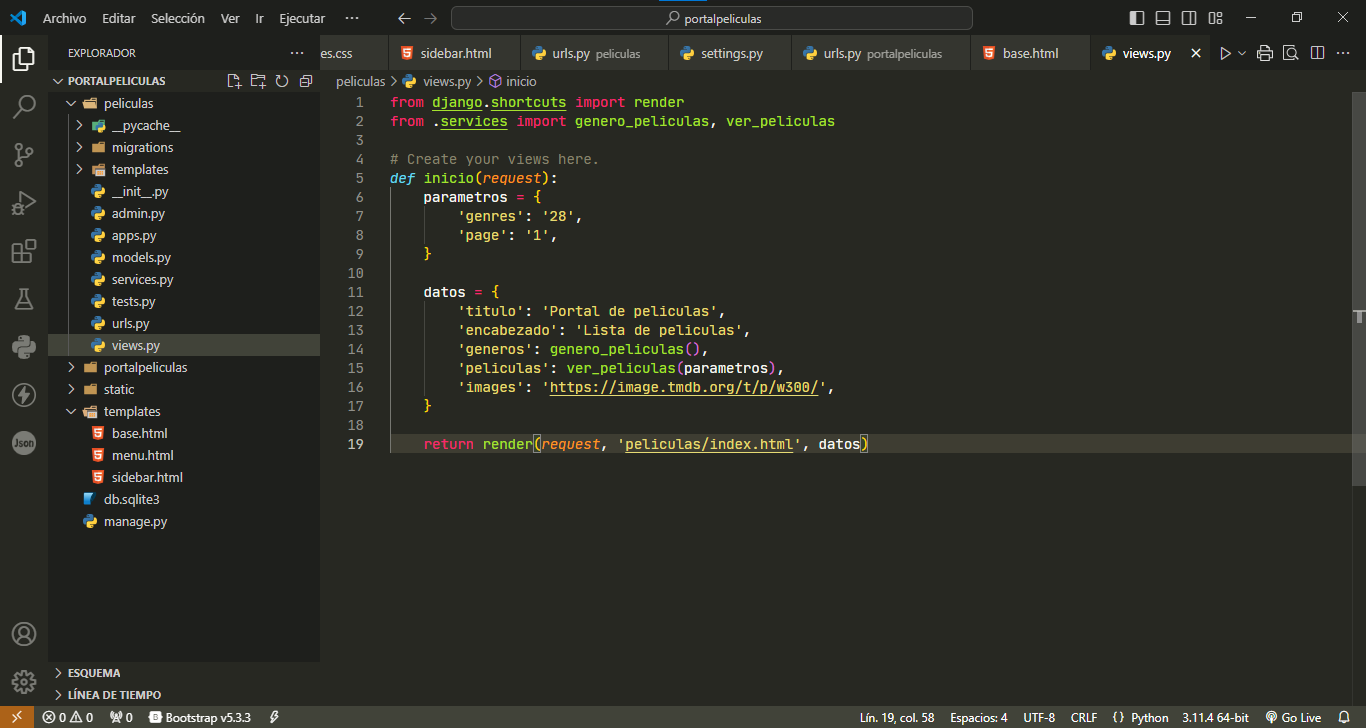 Archivo Editar Selección Ver Ir Ejecutar ··· portalpeliculas
EXPLORADOR ···
es.css sidebar.html urls.py peliculas settings.py urls.py portalpeliculas base.html views.py
PORTALPELICULAS
peliculas > views.py > inicio
peliculas
__pycache__
migrations
templates
__init__.py
admin.py
apps.py
models.py
services.py
tests.py
urls.py
views.py
portalpeliculas
static
templates
base.html
menu.html
sidebar.html
db.sqlite3
manage.py
ESQUEMA
LÍNEA DE TIEMPO
Json
1 from django.shortcuts import render
2 from .services import genero_peliculas, ver_peliculas
3
4 # Create your views here.
5 def inicio(request):
6     parametros = {
7         'genres': '28',
8         'page': '1',
9     }
10
11     datos = {
12         'titulo': 'Portal de peliculas',
13         'encabezado': 'Lista de peliculas',
14         'generos': genero_peliculas(),
15         'peliculas': ver_peliculas(parametros),
16         'images': 'https://image.tmdb.org/t/p/w300/',
17     }
18
19     return render(request, 'peliculas/index.html', datos)
0 0 0 B Bootstrap v5.3.3 Lín. 19, col. 58 Espacios: 4 UTF-8 CRLF { } Python 3.11.4 64-bit Go Live